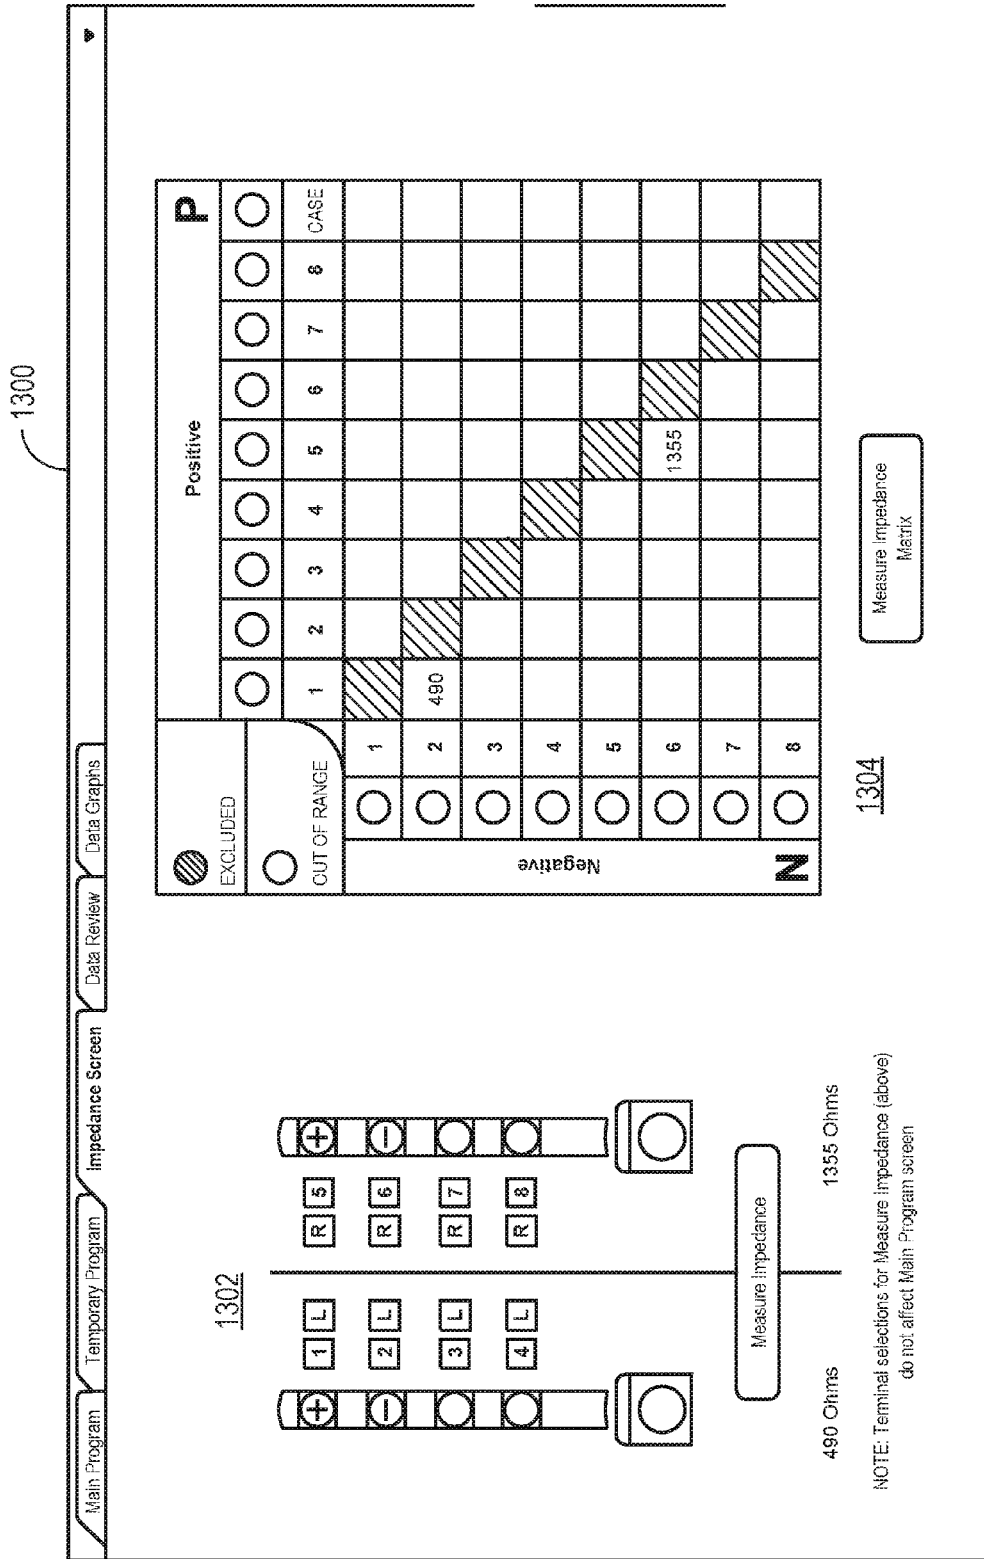 1300
Main Program
Temporary Program
Impedance Screen
Data Review
Data Graphs
1302
1 L
R 5
2 L
R 6
3 L
R 7
4 L
R 8
Measure Impedance
490 Ohms
1355 Ohms
NOTE: Terminal selections for Measure Impedance (above)
do not affect Main Program screen
EXCLUDED
OUT OF RANGE
Positive
P
1 2 3 4 5 6 7 8 CASE
Negative
N
1
2 490
3
4
5
6 1355
7
8
1304
Measure Impedance
Matrix